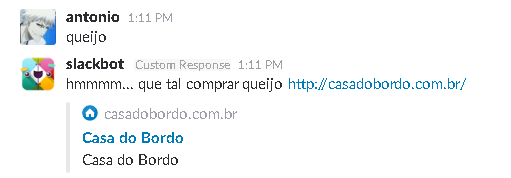 antonio 1:11 PM
queijo
slackbot Custom Response 1:11 PM
hmmmm... que tal comprar queijo http://casadobordo.com.br/
casadobordo.com.br
Casa do Bordo
Casa do Bordo